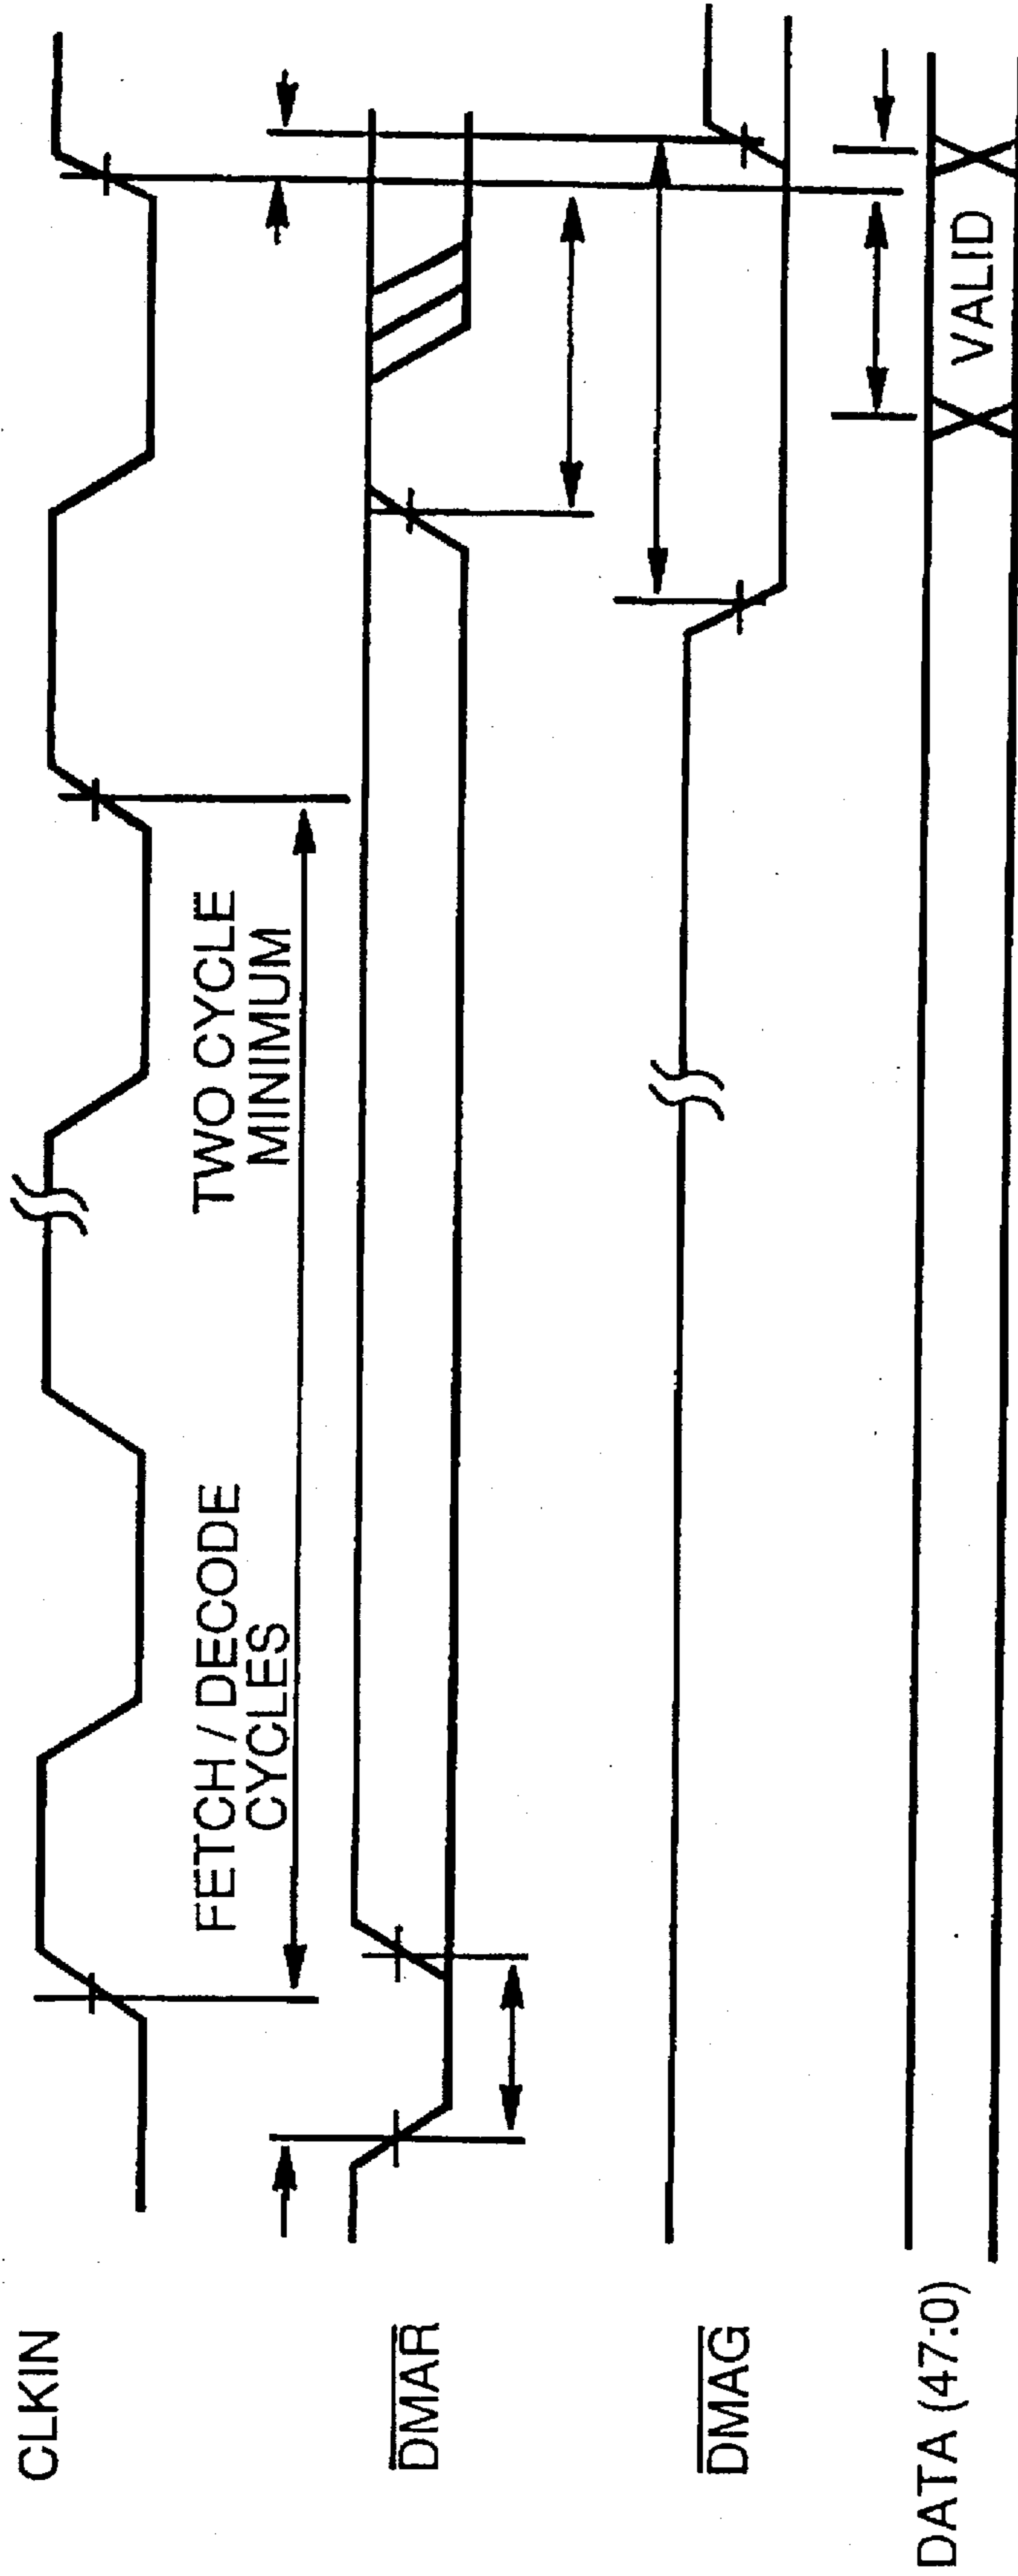 CLKIN
FETCH / DECODE
CYCLES
TWO CYCLE
MINIMUM
DMAR
DMAG
DATA (47:0)
VALID